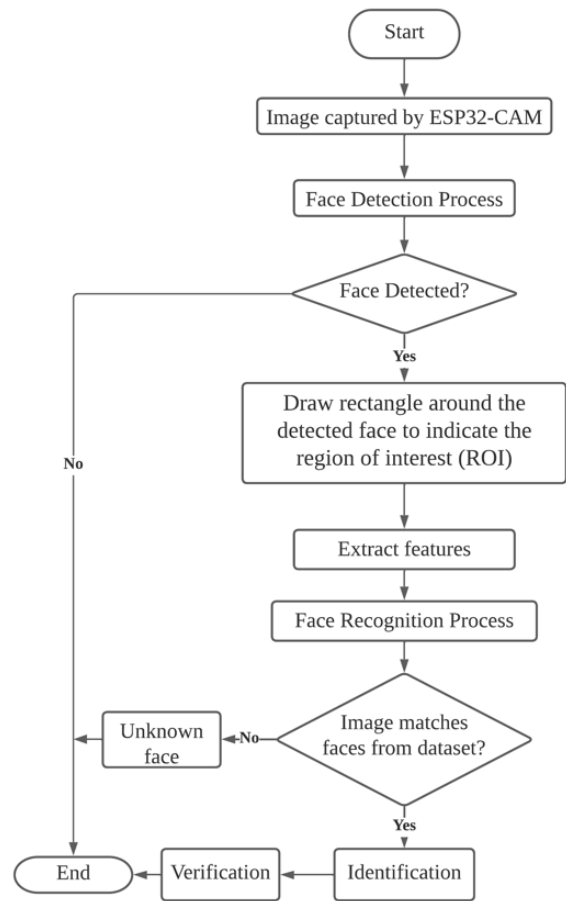 Start
Image captured by ESP32-CAM
Face Detection Process
Face Detected?
Yes
Draw rectangle around the
detected face to indicate the
region of interest (ROI)
No
Extract features
Face Recognition Process
Image matches
faces from dataset?
No
Unknown
face
Yes
Identification
Verification
End